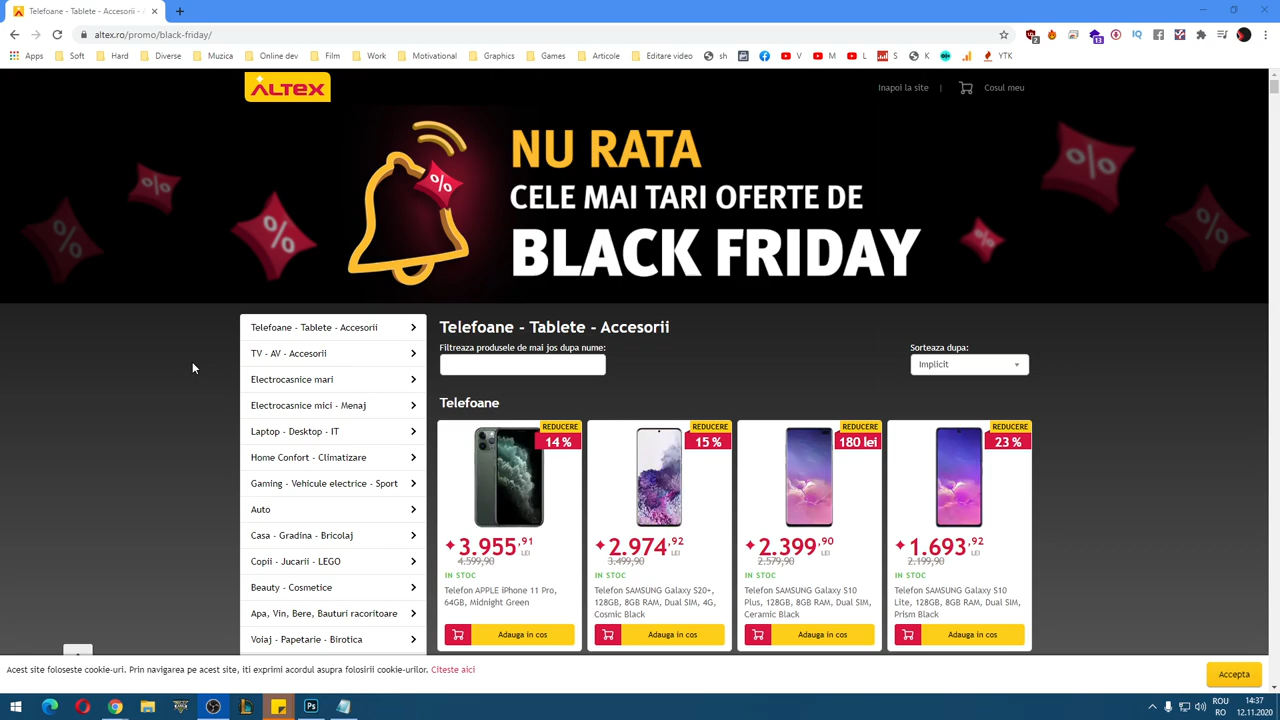 Telefoane - Tablete - Accesorii -
altex.ro/promo/black-friday/
Apps Soft Hard Diverse Muzica Online dev Film Work Motivational Graphics Games Articole Editare video sh V M L S K YTK
2 13
ALTEX
Inapoi la site | Cosul meu
NU RATA
CELE MAI TARI OFERTE DE
BLACK FRIDAY
% % % % % % %
Telefoane - Tablete - Accesorii
TV - AV - Accesorii
Electrocasnice mari
Electrocasnice mici - Menaj
Laptop - Desktop - IT
Home Confort - Climatizare
Gaming - Vehicule electrice - Sport
Auto
Casa - Gradina - Bricolaj
Copii - Jucarii - LEGO
Beauty - Cosmetice
Apa, Vin, Bere, Bauturi racoritoare
Voiaj - Papetarie - Birotica
Telefoane - Tablete - Accesorii
Filtreaza produsele de mai jos dupa nume:
Sorteaza dupa:
Implicit
Telefoane
REDUCERE
14 %
3.955,91 LEI
4.599,90
IN STOC
Telefon APPLE iPhone 11 Pro,
64GB, Midnight Green
Adauga in cos
REDUCERE
15 %
2.974,92 LEI
3.499,90
IN STOC
Telefon SAMSUNG Galaxy S20+,
128GB, 8GB RAM, Dual SIM, 4G,
Cosmic Black
Adauga in cos
REDUCERE
180 lei
2.399,90 LEI
2.579,90
IN STOC
Telefon SAMSUNG Galaxy S10
Plus, 128GB, 8GB RAM, Dual SIM,
Ceramic Black
Adauga in cos
REDUCERE
23 %
1.693,92 LEI
2.199,90
IN STOC
Telefon SAMSUNG Galaxy S10
Lite, 128GB, 8GB RAM, Dual SIM,
Prism Black
Adauga in cos
Acest site foloseste cookie-uri. Prin navigarea pe acest site, iti exprimi acordul asupra folosirii cookie-urilor. Citeste aici
Accepta
Ps
ROU
RO
14:37
12.11.2020